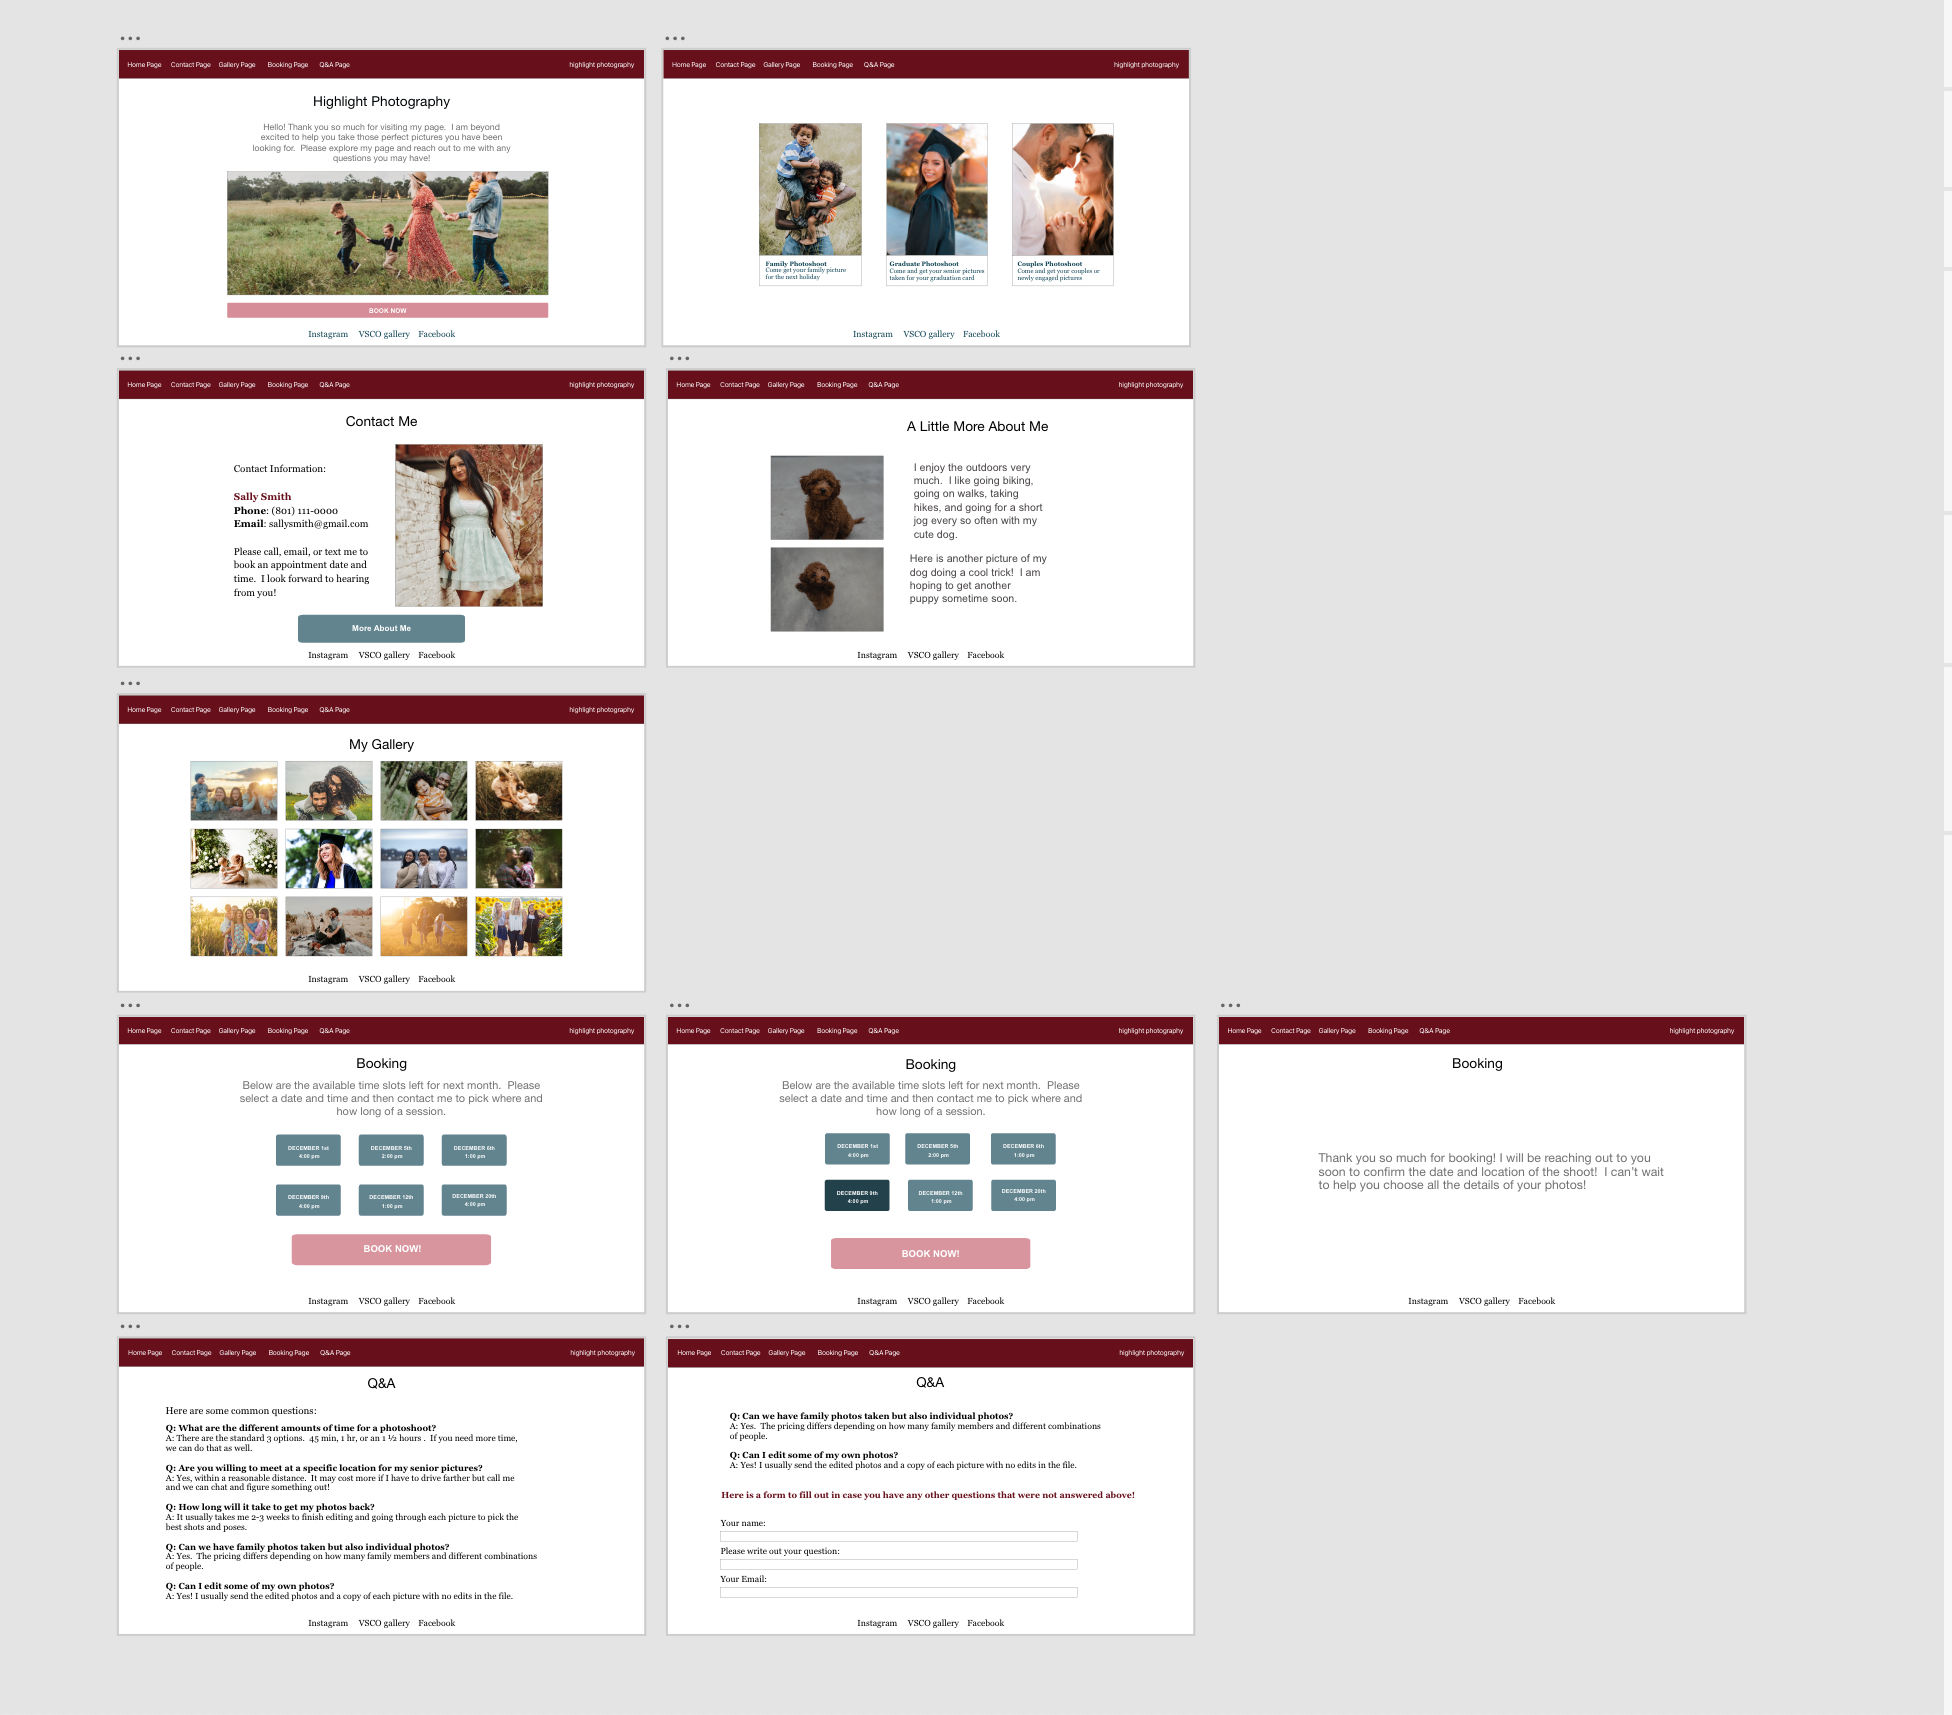 Home Page Contact Page Gallery Page Booking Page Q&A Page highlight photography
Highlight Photography
Hello! Thank you so much for visiting my page. I am beyond
excited to help you take those perfect pictures you have been
looking for. Please explore my page and reach out to me with any
questions you may have!
BOOK NOW
Instagram VSCO gallery Facebook
Home Page Contact Page Gallery Page Booking Page Q&A Page highlight photography
Family Photoshoot
Come get your family picture
for the next holiday
Graduate Photoshoot
Come and get your senior pictures
taken for your graduation card
Couples Photoshoot
Come and get your couples or
newly engaged pictures
Instagram VSCO gallery Facebook
Home Page Contact Page Gallery Page Booking Page Q&A Page highlight photography
Contact Me
Contact Information:
Sally Smith
Phone: (801) 111-0000
Email: sallysmith@gmail.com
Please call, email, or text me to
book an appointment date and
time. I look forward to hearing
from you!
More About Me
Instagram VSCO gallery Facebook
Home Page Contact Page Gallery Page Booking Page Q&A Page highlight photography
A Little More About Me
I enjoy the outdoors very
much. I like going biking,
going on walks, taking
hikes, and going for a short
jog every so often with my
cute dog.
Here is another picture of my
dog doing a cool trick! I am
hoping to get another
puppy sometime soon.
Instagram VSCO gallery Facebook
Home Page Contact Page Gallery Page Booking Page Q&A Page highlight photography
My Gallery
Instagram VSCO gallery Facebook
Home Page Contact Page Gallery Page Booking Page Q&A Page highlight photography
Booking
Below are the available time slots left for next month. Please
select a date and time and then contact me to pick where and
how long of a session.
DECEMBER 1st
4:00 pm
DECEMBER 5th
2:00 pm
DECEMBER 6th
1:00 pm
DECEMBER 9th
4:00 pm
DECEMBER 12th
1:00 pm
DECEMBER 20th
4:00 pm
BOOK NOW!
Instagram VSCO gallery Facebook
Home Page Contact Page Gallery Page Booking Page Q&A Page highlight photography
Booking
Below are the available time slots left for next month. Please
select a date and time and then contact me to pick where and
how long of a session.
DECEMBER 1st
4:00 pm
DECEMBER 5th
2:00 pm
DECEMBER 6th
1:00 pm
DECEMBER 9th
4:00 pm
DECEMBER 12th
1:00 pm
DECEMBER 20th
4:00 pm
BOOK NOW!
Instagram VSCO gallery Facebook
Home Page Contact Page Gallery Page Booking Page Q&A Page highlight photography
Booking
Thank you so much for booking! I will be reaching out to you
soon to confirm the date and location of the shoot! I can't wait
to help you choose all the details of your photos!
Instagram VSCO gallery Facebook
Home Page Contact Page Gallery Page Booking Page Q&A Page highlight photography
Q&A
Here are some common questions:
Q: What are the different amounts of time for a photoshoot?
A: There are the standard 3 options. 45 min, 1 hr, or an 1 ½ hours . If you need more time,
we can do that as well.
Q: Are you willing to meet at a specific location for my senior pictures?
A: Yes, within a reasonable distance. It may cost more if I have to drive farther but call me
and we can chat and figure something out!
Q: How long will it take to get my photos back?
A: It usually takes me 2-3 weeks to finish editing and going through each picture to pick the
best shots and poses.
Q: Can we have family photos taken but also individual photos?
A: Yes. The pricing differs depending on how many family members and different combinations
of people.
Q: Can I edit some of my own photos?
A: Yes! I usually send the edited photos and a copy of each picture with no edits in the file.
Instagram VSCO gallery Facebook
Home Page Contact Page Gallery Page Booking Page Q&A Page highlight photography
Q&A
Q: Can we have family photos taken but also individual photos?
A: Yes. The pricing differs depending on how many family members and different combinations
of people.
Q: Can I edit some of my own photos?
A: Yes! I usually send the edited photos and a copy of each picture with no edits in the file.
Here is a form to fill out in case you have any other questions that were not answered above!
Your name:
Please write out your question:
Your Email:
Instagram VSCO gallery Facebook